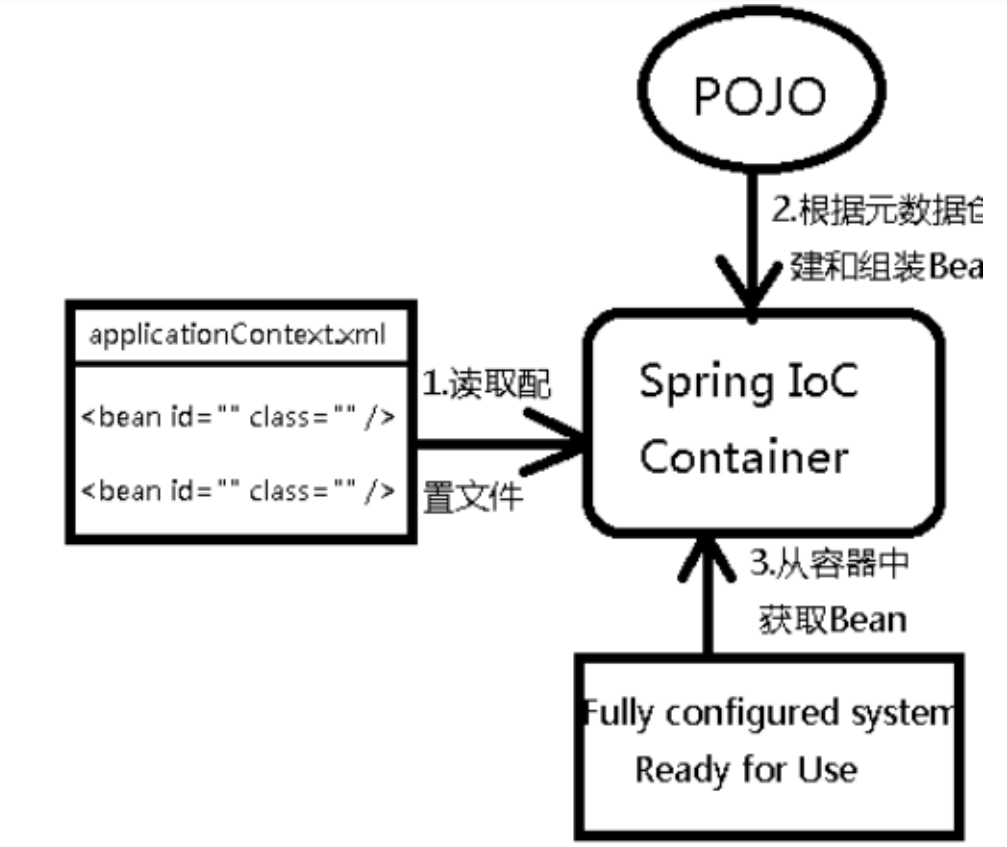 POJO
2.根据元数据
建和组装Bea
applicationContext.xml
<bean id="" class="" />
<bean id="" class="" />
1.读取配
置文件
Spring IoC
Container
3.从容器中
获取Bean
Fully configured system
Ready for Use